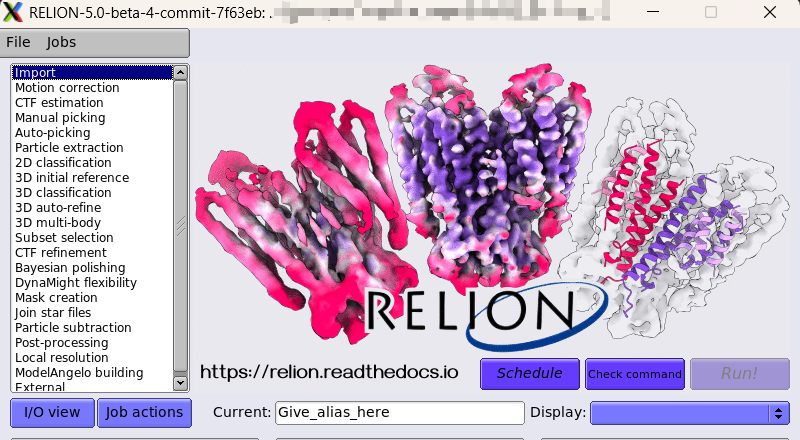 RELION-5.0-beta-4-commit-7f63eb: .
File Jobs
Import
Motion correction
CTF estimation
Manual picking
Auto-picking
Particle extraction
2D classification
3D initial reference
3D classification
3D auto-refine
3D multi-body
Subset selection
CTF refinement
Bayesian polishing
DynaMight flexibility
Mask creation
Join star files
Particle subtraction
Post-processing
Local resolution
ModelAngelo building
External
RELION
https://relion.readthedocs.io
Schedule
Check command
Run!
I/O view
Job actions
Current: Give_alias_here
Display: